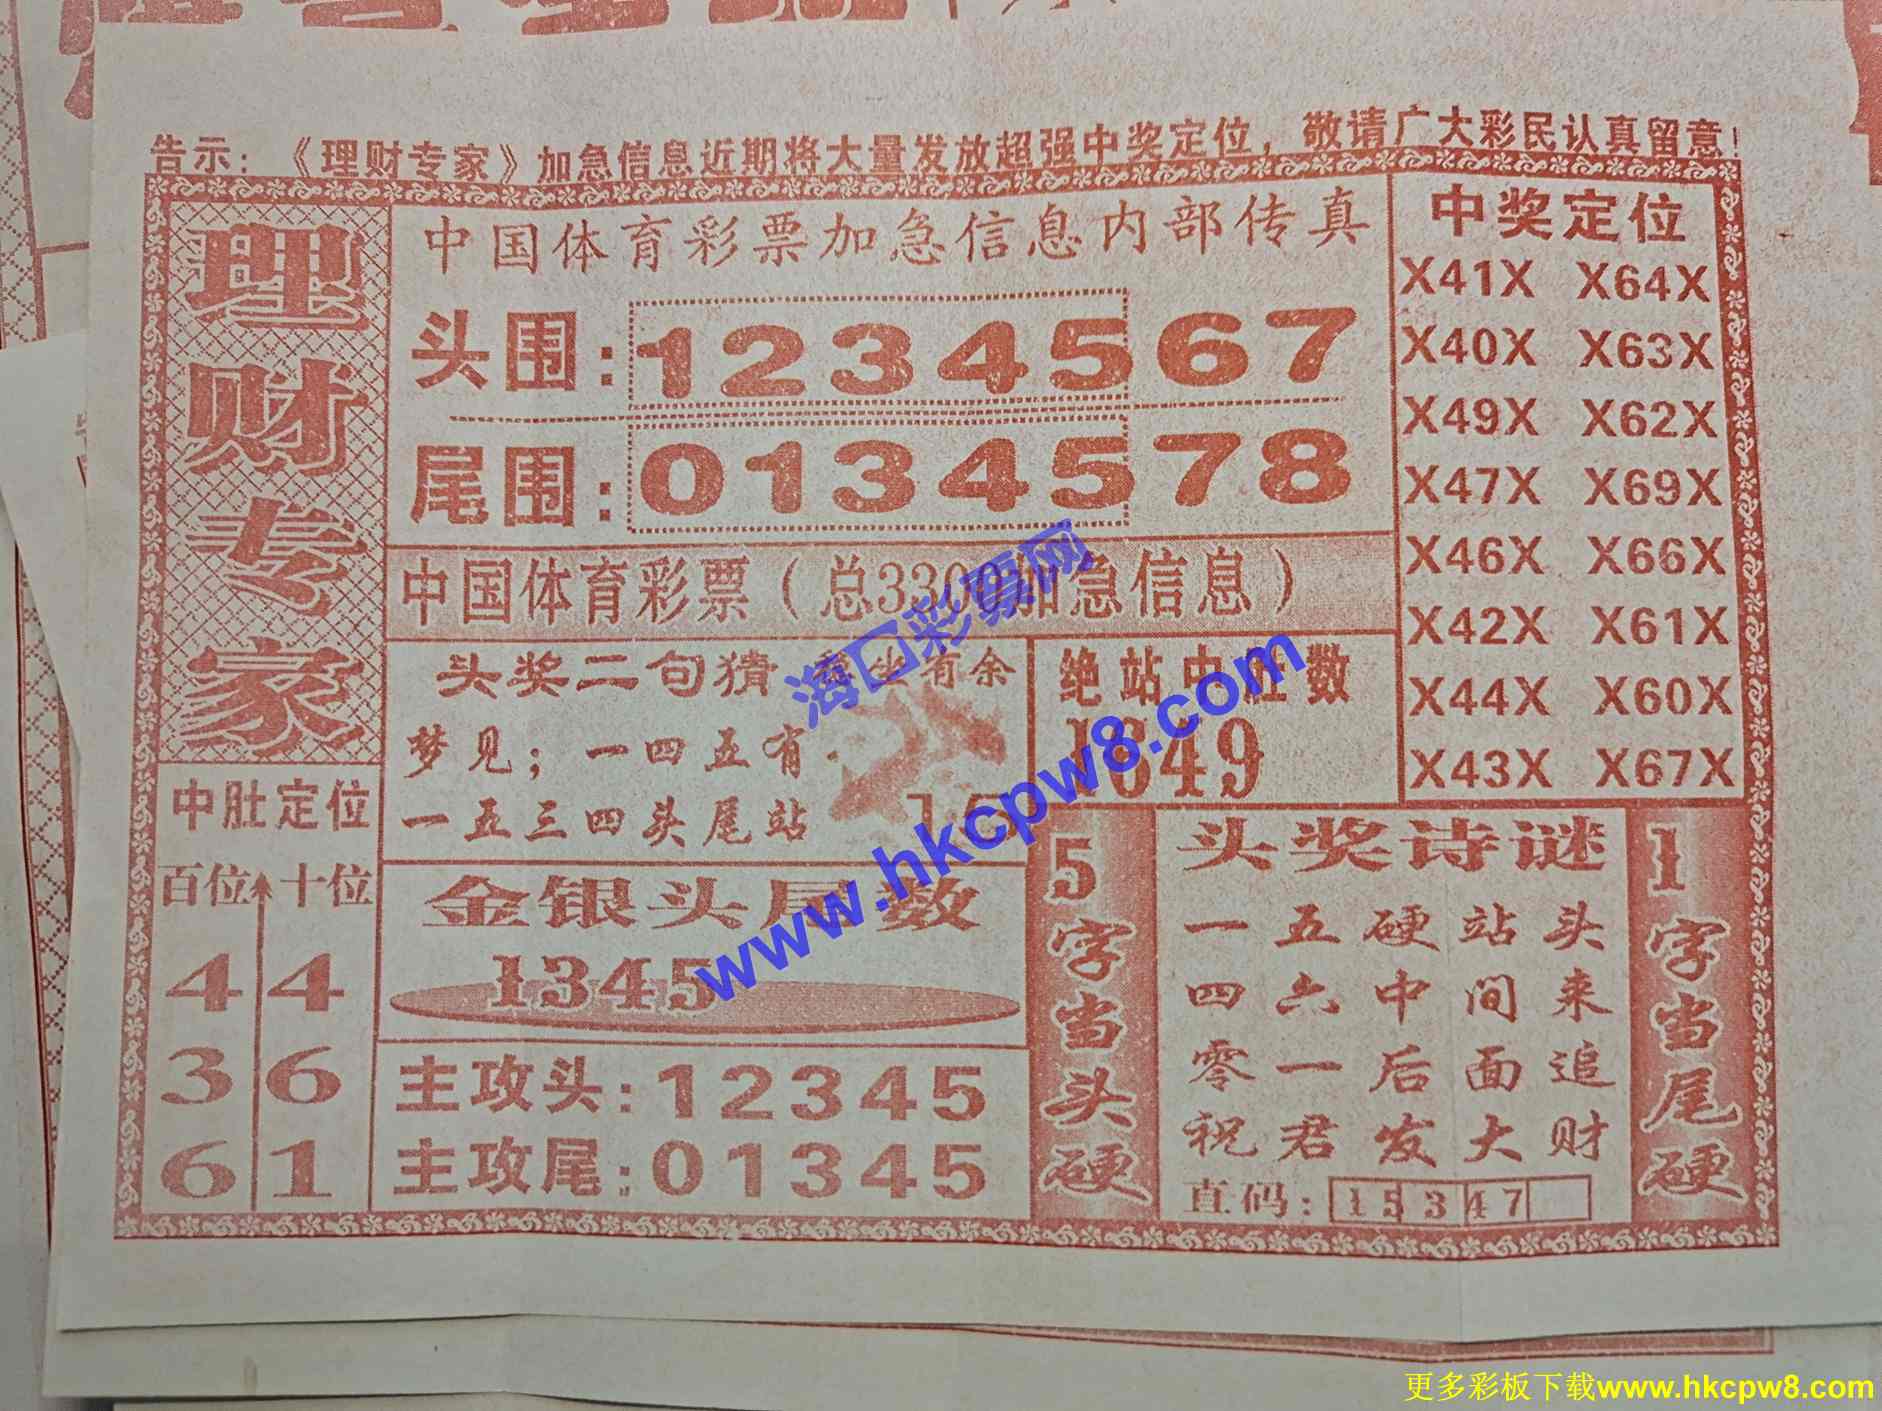 告示：《理财专家》加急信息近期将大量发放超强中奖定位，敬请广大彩民认真留意！
理财专家
中国体育彩票加急信息内部传真
头围：1234567
尾围：0134578
中国体育彩票（总3300加急信息）
中奖定位
X41X X64X
X40X X63X
X49X X62X
X47X X69X
X46X X66X
X42X X61X
X44X X60X
X43X X67X
头奖二句猜
坐有余
梦见；一四五有
一五三四头尾站
15
绝站中肚数
1649
中肚定位
百位 十位
4 4
3 6
6 1
金银头尾数
1345
主攻头：12345
主攻尾：01345
5字当头硬
头奖诗谜
一五硬站头
四六中间来
零一后面追
祝君发大财
直码：15347
1字当尾硬
海口彩票网
www.hkcpw8.com
更多彩板下载www.hkcpw8.com